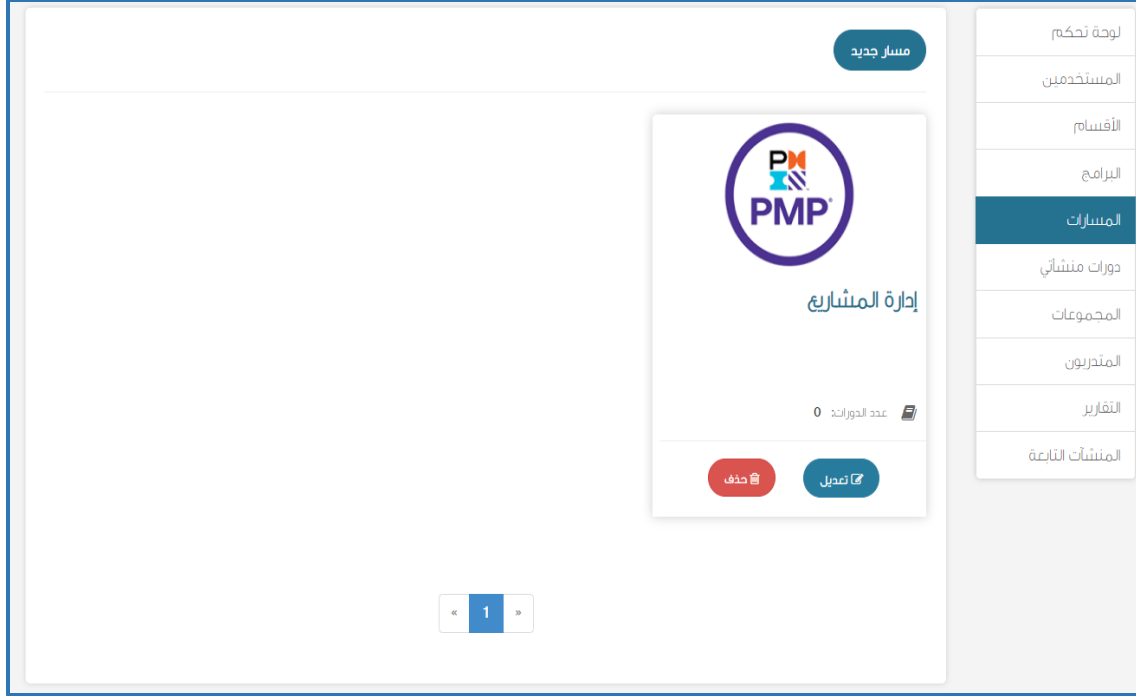 لوحة تحكم
المستخدمين
الأقسام
البرامج
المسارات
دورات منشأتي
المجموعات
المتدربون
التقارير
المنشآت التابعة
مسار جديد
PM
PMP®
إدارة المشاريع
عدد الدورات: 0
تعديل
حذف
« 1 »